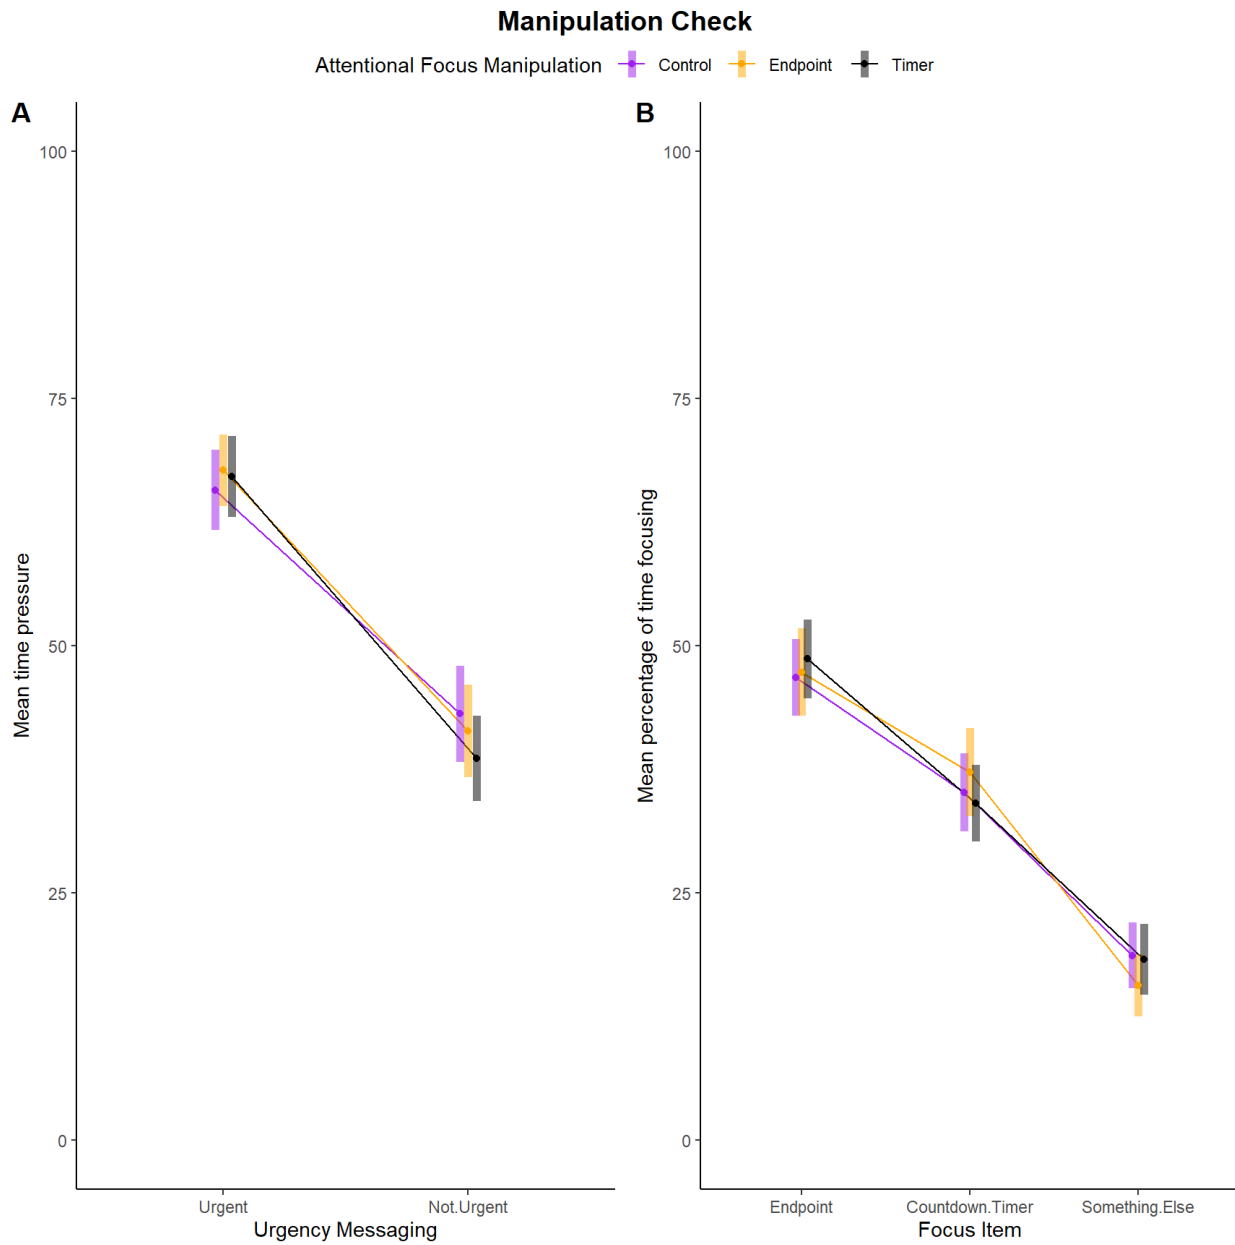 Manipulation Check
Attentional Focus Manipulation Control Endpoint Timer
A
100
75
50
25
0
Mean time pressure
Urgent Not.Urgent
Urgency Messaging
B
100
75
50
25
0
Mean percentage of time focusing
Endpoint Countdown.Timer Something.Else
Focus Item